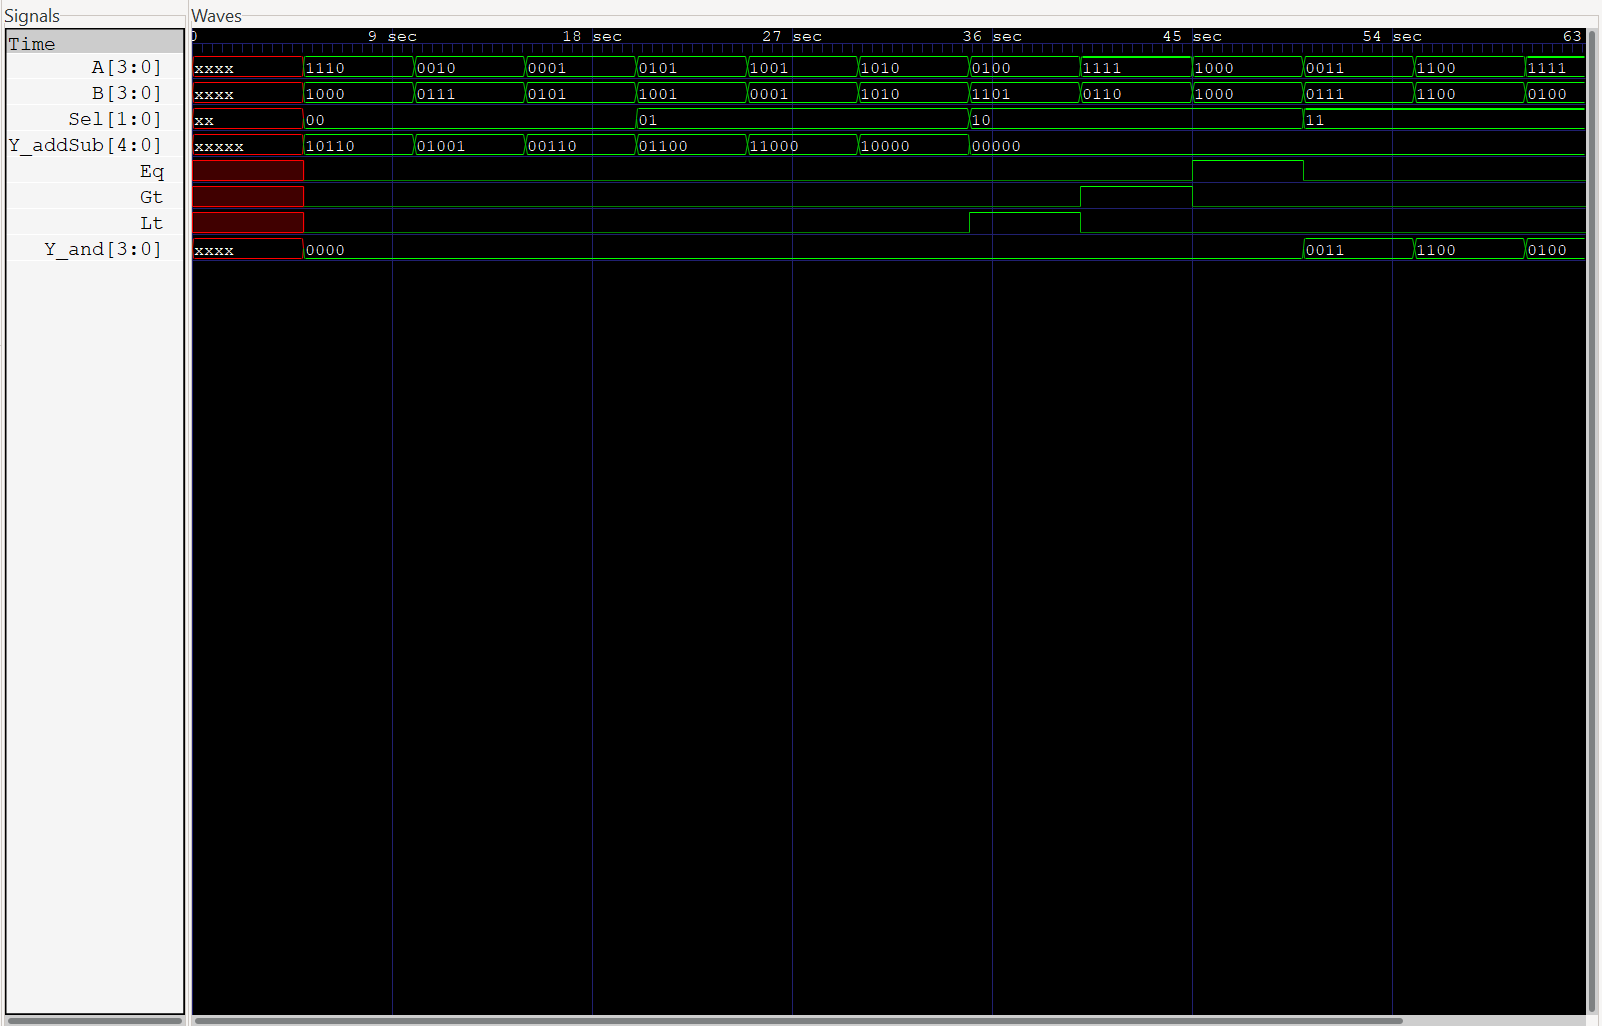 Signals Waves
Time 0 9 sec 18 sec 27 sec 36 sec 45 sec 54 sec 63
A[3:0] xxxx 1110 0010 0001 0101 1001 1010 0100 1111 1000 0011 1100 1111
B[3:0] xxxx 1000 0111 0101 1001 0001 1010 1101 0110 1000 0111 1100 0100
Sel[1:0] xx 00 01 10 11
Y_addSub[4:0] xxxxx 10110 01001 00110 01100 11000 10000 00000
Eq
Gt
Lt
Y_and[3:0] xxxx 0000 0011 1100 0100